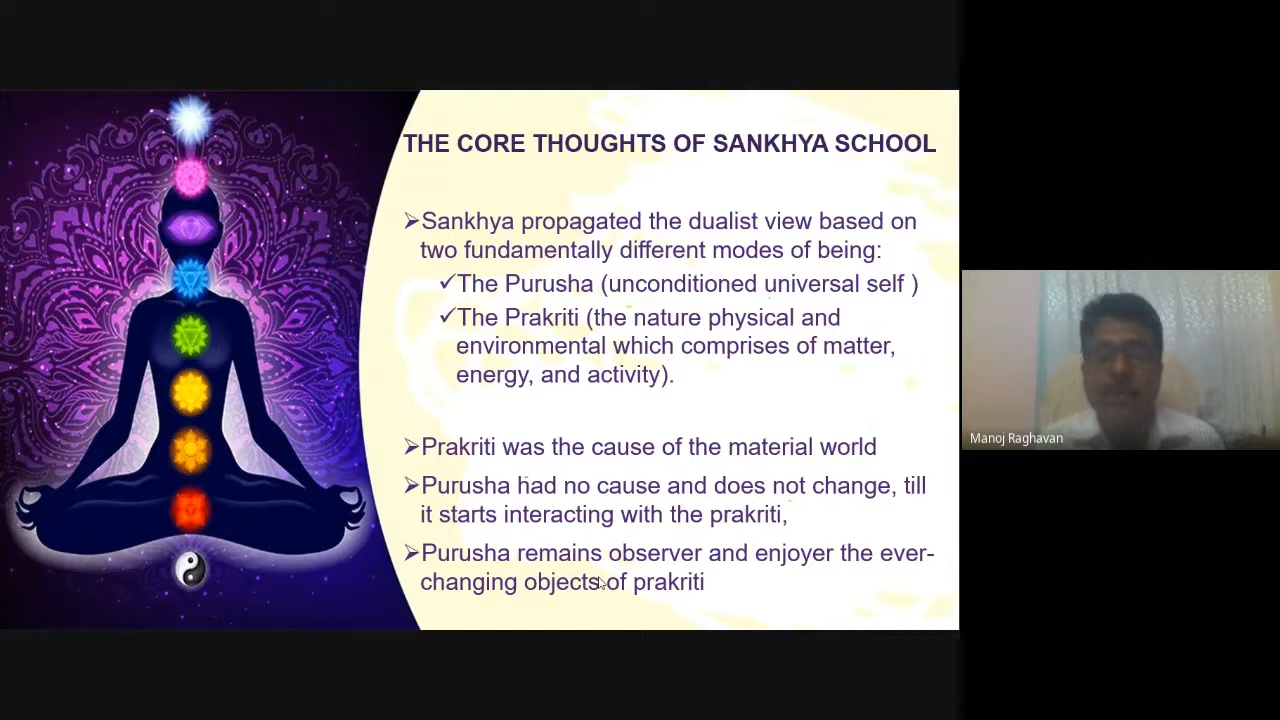 THE CORE THOUGHTS OF SANKHYA SCHOOL
➢Sankhya propagated the dualist view based on
two fundamentally different modes of being:
✓The Purusha (unconditioned universal self )
✓The Prakriti (the nature physical and
environmental which comprises of matter,
energy, and activity).
➢Prakriti was the cause of the material world
➢Purusha had no cause and does not change, till
it starts interacting with the prakriti,
➢Purusha remains observer and enjoyer the ever-
changing objects of prakriti
Manoj Raghavan